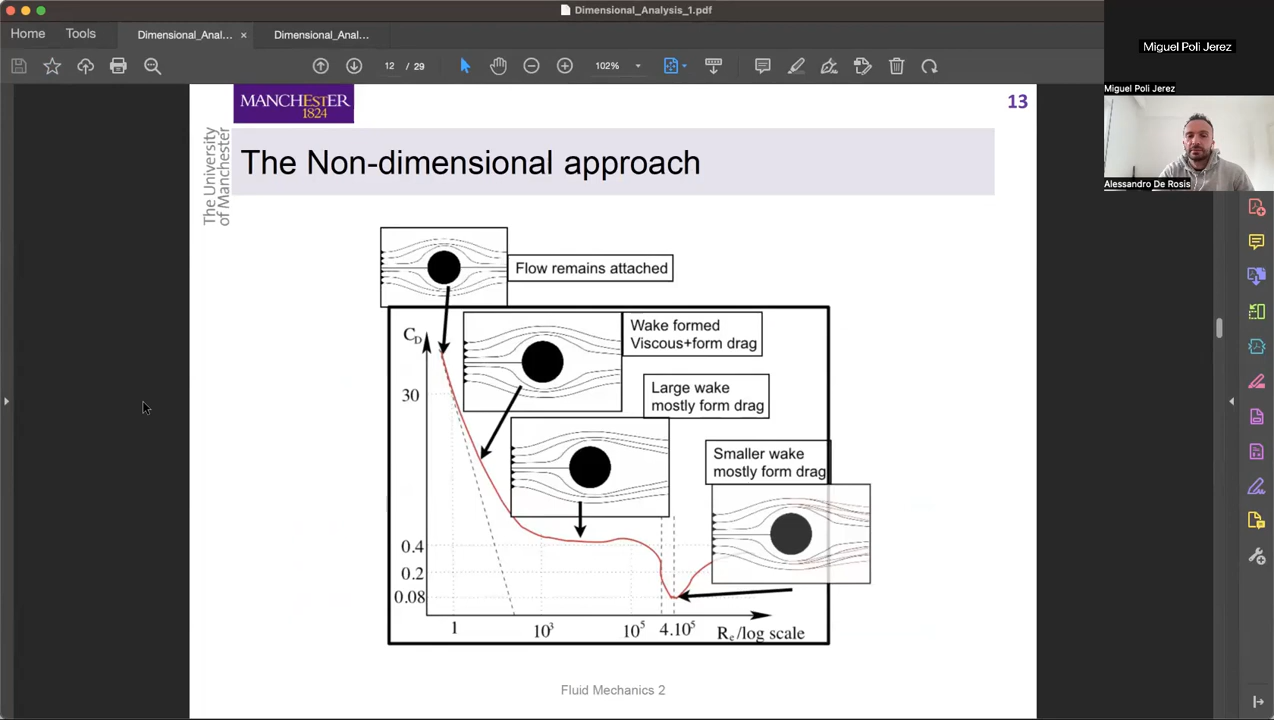 Dimensional_Analysis_1.pdf
Home
Tools
Dimensional_Anal...
×
Dimensional_Anal...
12 / 29
102%
Miguel Poli Jerez
Miguel Poli Jerez
Alessandro De Rosis
MANCHESTER
1824
The University
of Manchester
13
The Non-dimensional approach
Flow remains attached
Wake formed
Viscous+form drag
Large wake
mostly form drag
Smaller wake
mostly form drag
C_D
30
0.4
0.2
0.08
1
10³
10⁵
4.10⁵
Rₑ/log scale
Fluid Mechanics 2